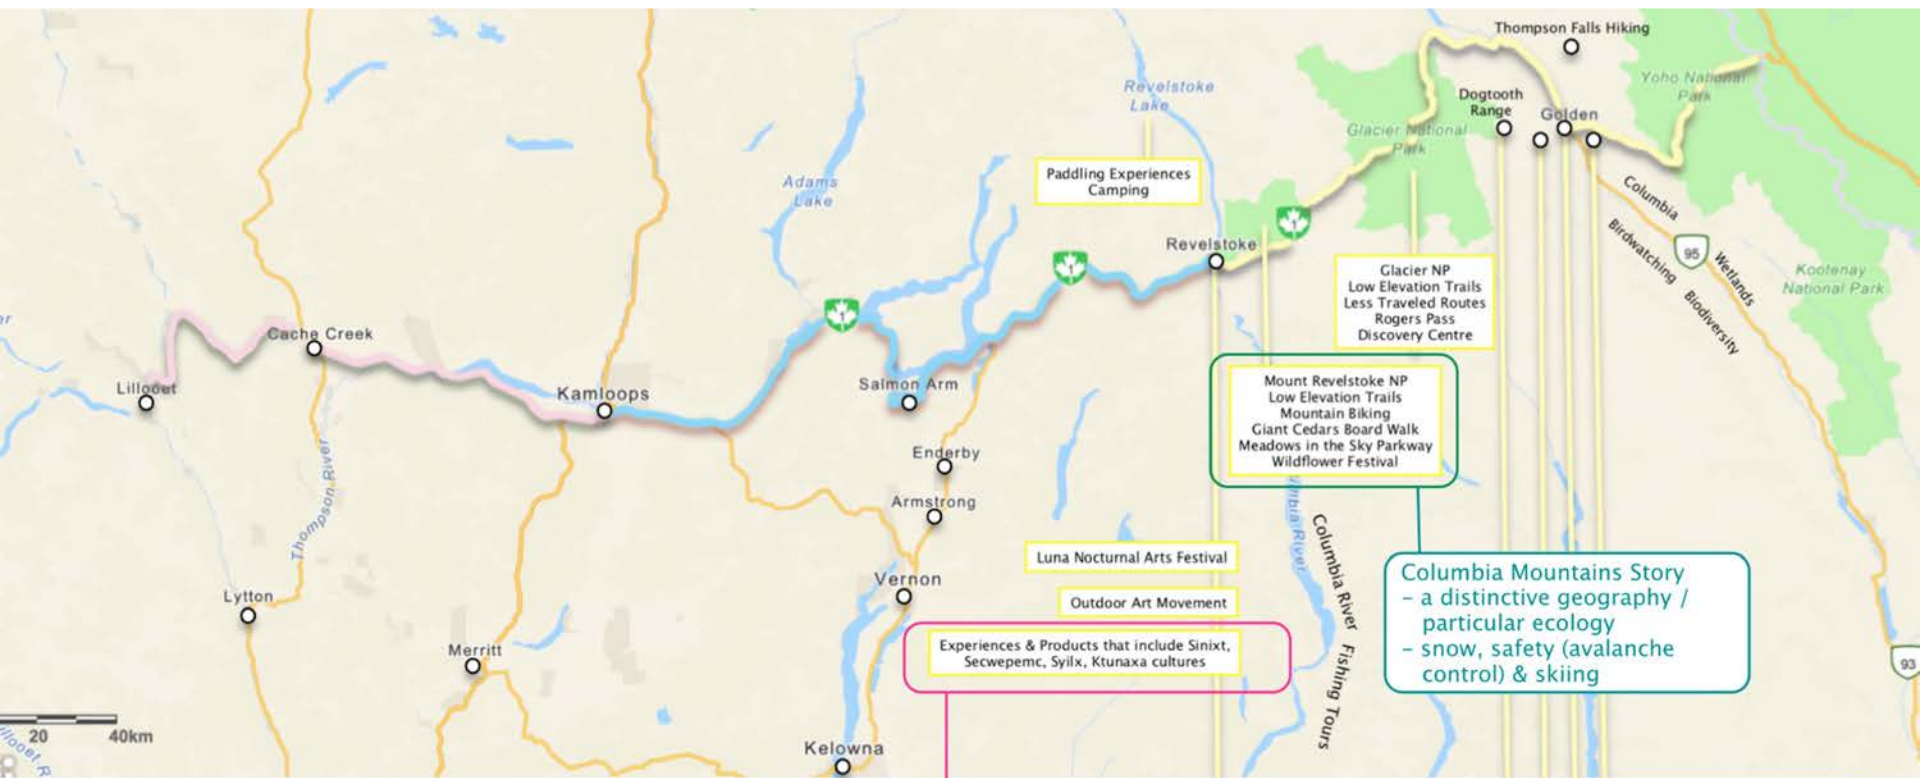 Thompson Falls Hiking
Revelstoke
Lake
Dogtooth
Range
Golden
Yoho National
Park
Glacier National
Park
Adams
Lake
Paddling Experiences
Camping
Columbia
Wetlands
Birdwatching
Biodiversity
95
Kootenay
National Park
1
1
1
Revelstoke
Glacier NP
Low Elevation Trails
Less Traveled Routes
Rogers Pass
Discovery Centre
Cache Creek
Lillooet
Kamloops
Salmon Arm
Mount Revelstoke NP
Low Elevation Trails
Mountain Biking
Giant Cedars Board Walk
Meadows in the Sky Parkway
Wildflower Festival
Enderby
Armstrong
Thompson River
Lytton
Vernon
Merritt
Kelowna
Luna Nocturnal Arts Festival
Outdoor Art Movement
Experiences & Products that include Sinixt,
Secwepemc, Syilx, Ktunaxa cultures
River
Columbia River Fishing Tours
Columbia Mountains Story
– a distinctive geography /
particular ecology
– snow, safety (avalanche
control) & skiing
93
20 40km